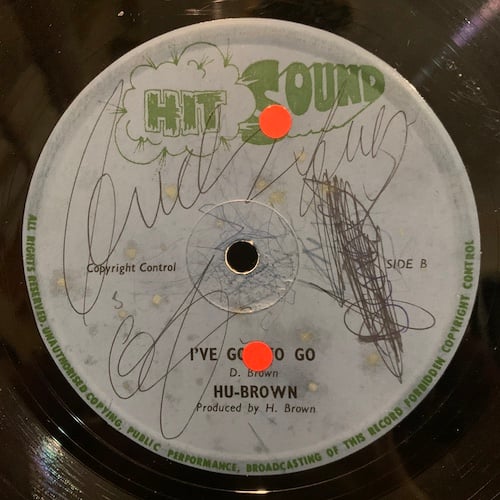 HIT SOUND
Copyright Control
SIDE B
I'VE GO TO GO
D. Brown
HU-BROWN
Produced by H. Brown
ALL RIGHTS RESERVED. UNAUTHORISED COPYING, PUBLIC PERFORMANCE, BROADCASTING OF THIS RECORD FORBIDDEN COPYRIGHT CONTROL